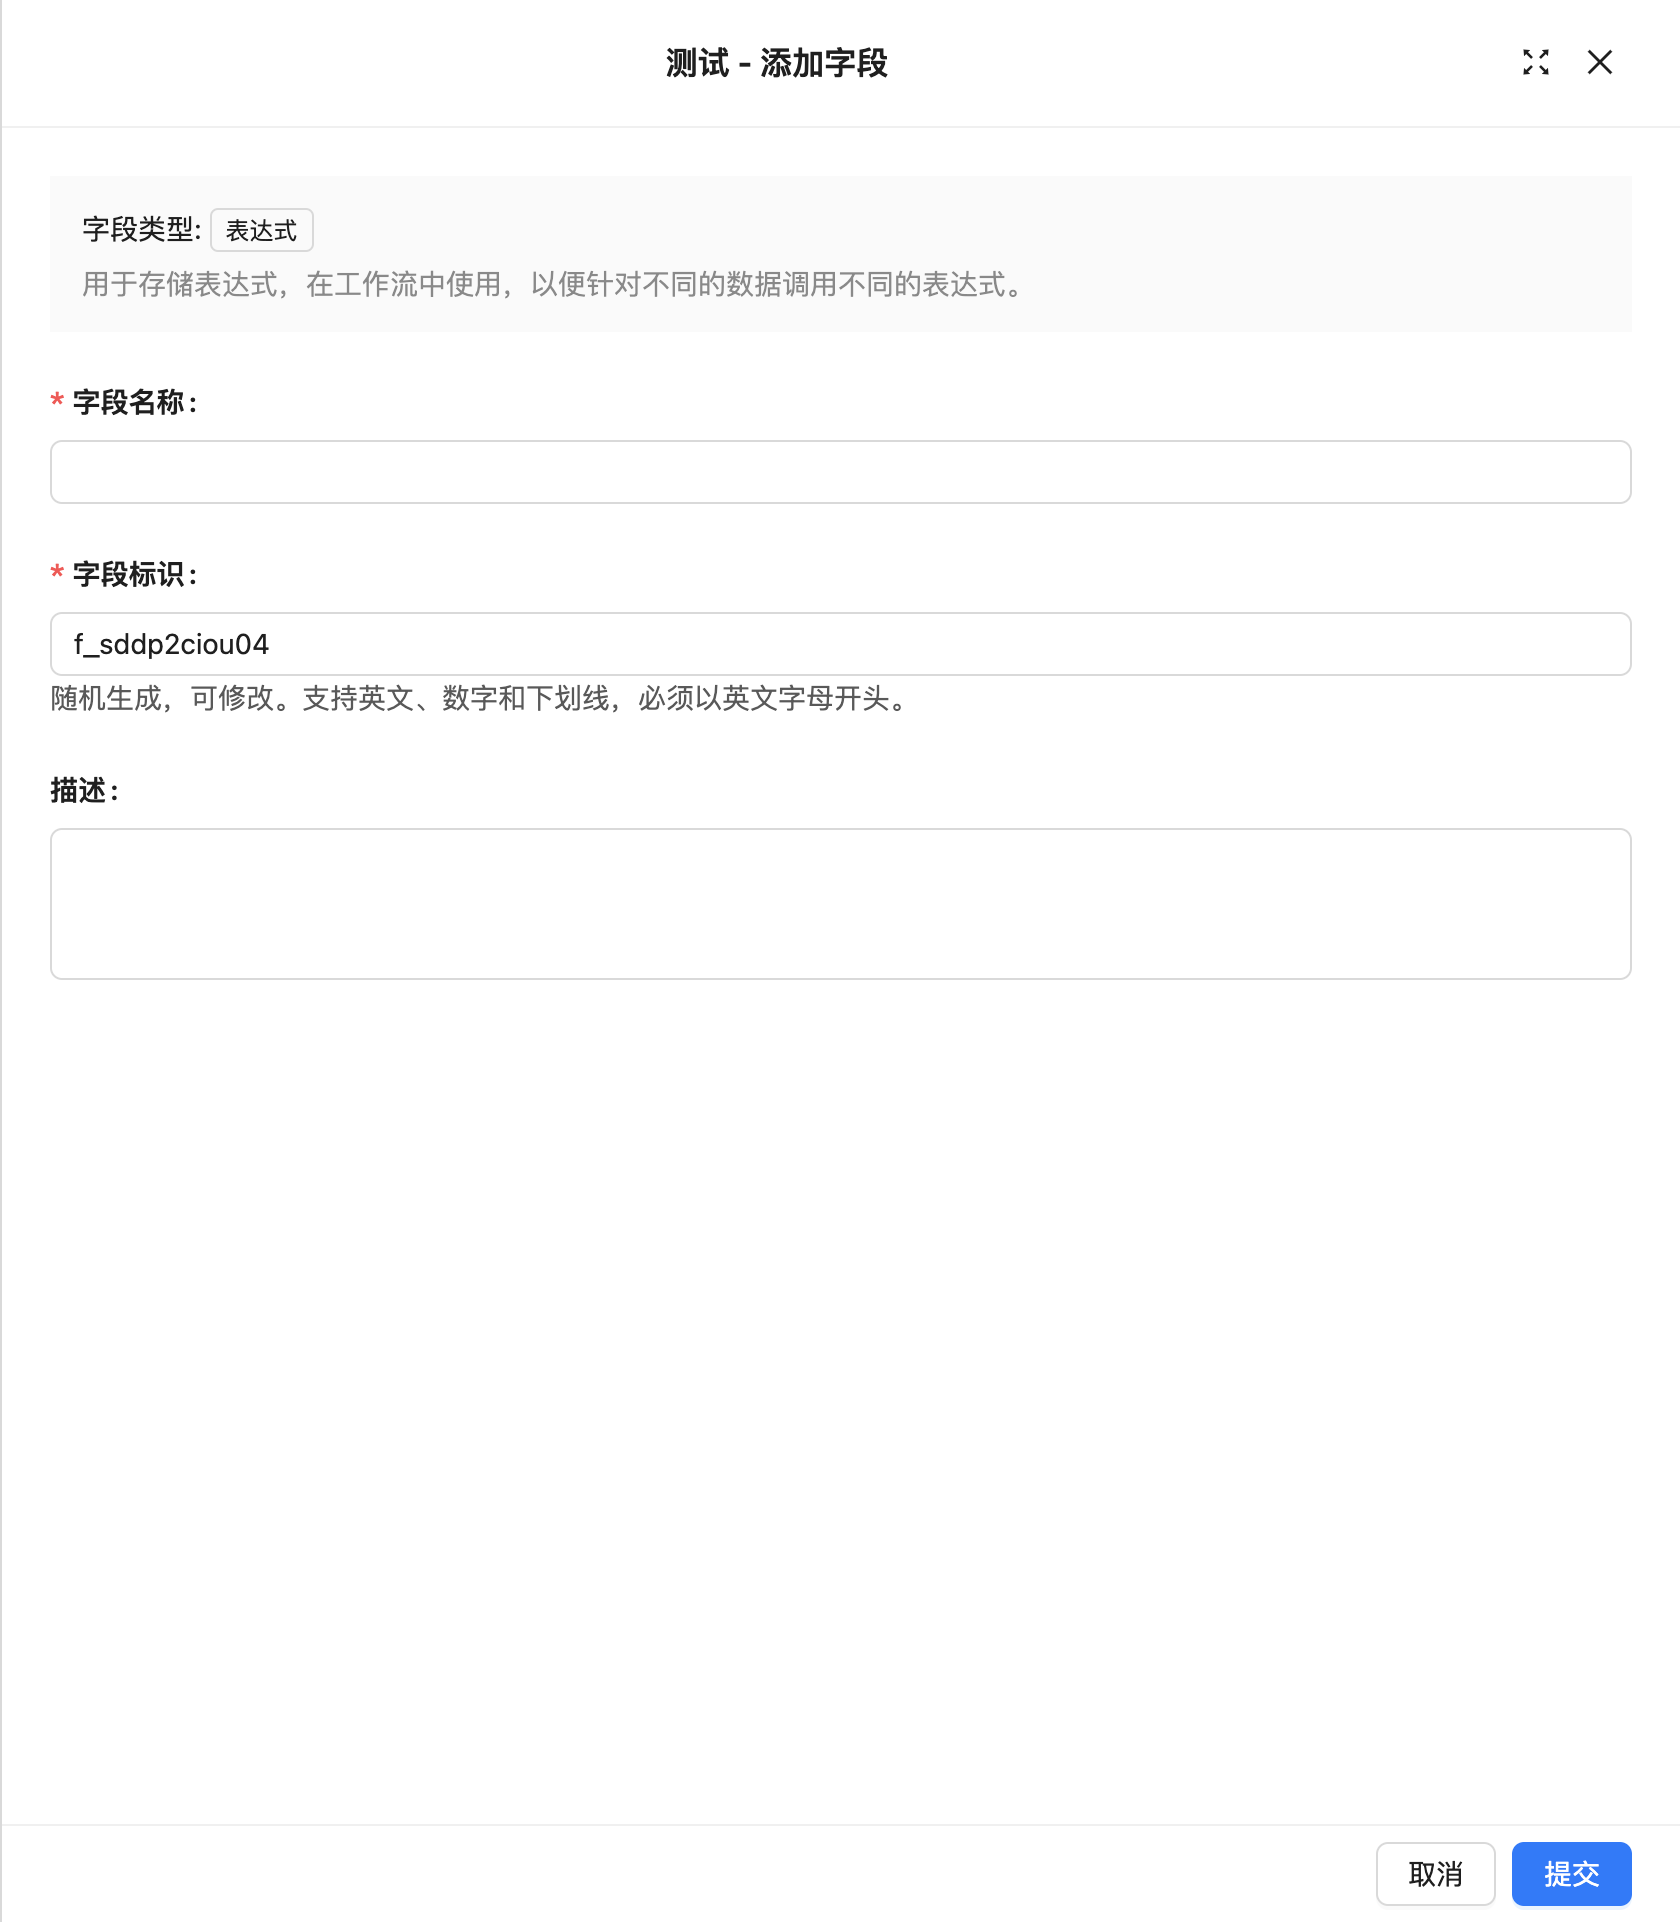 测试 - 添加字段
字段类型: 表达式
用于存储表达式，在工作流中使用，以便针对不同的数据调用不同的表达式。
* 字段名称:
* 字段标识:
f_sddp2ciou04
随机生成，可修改。支持英文、数字和下划线，必须以英文字母开头。
描述:
取消 提交